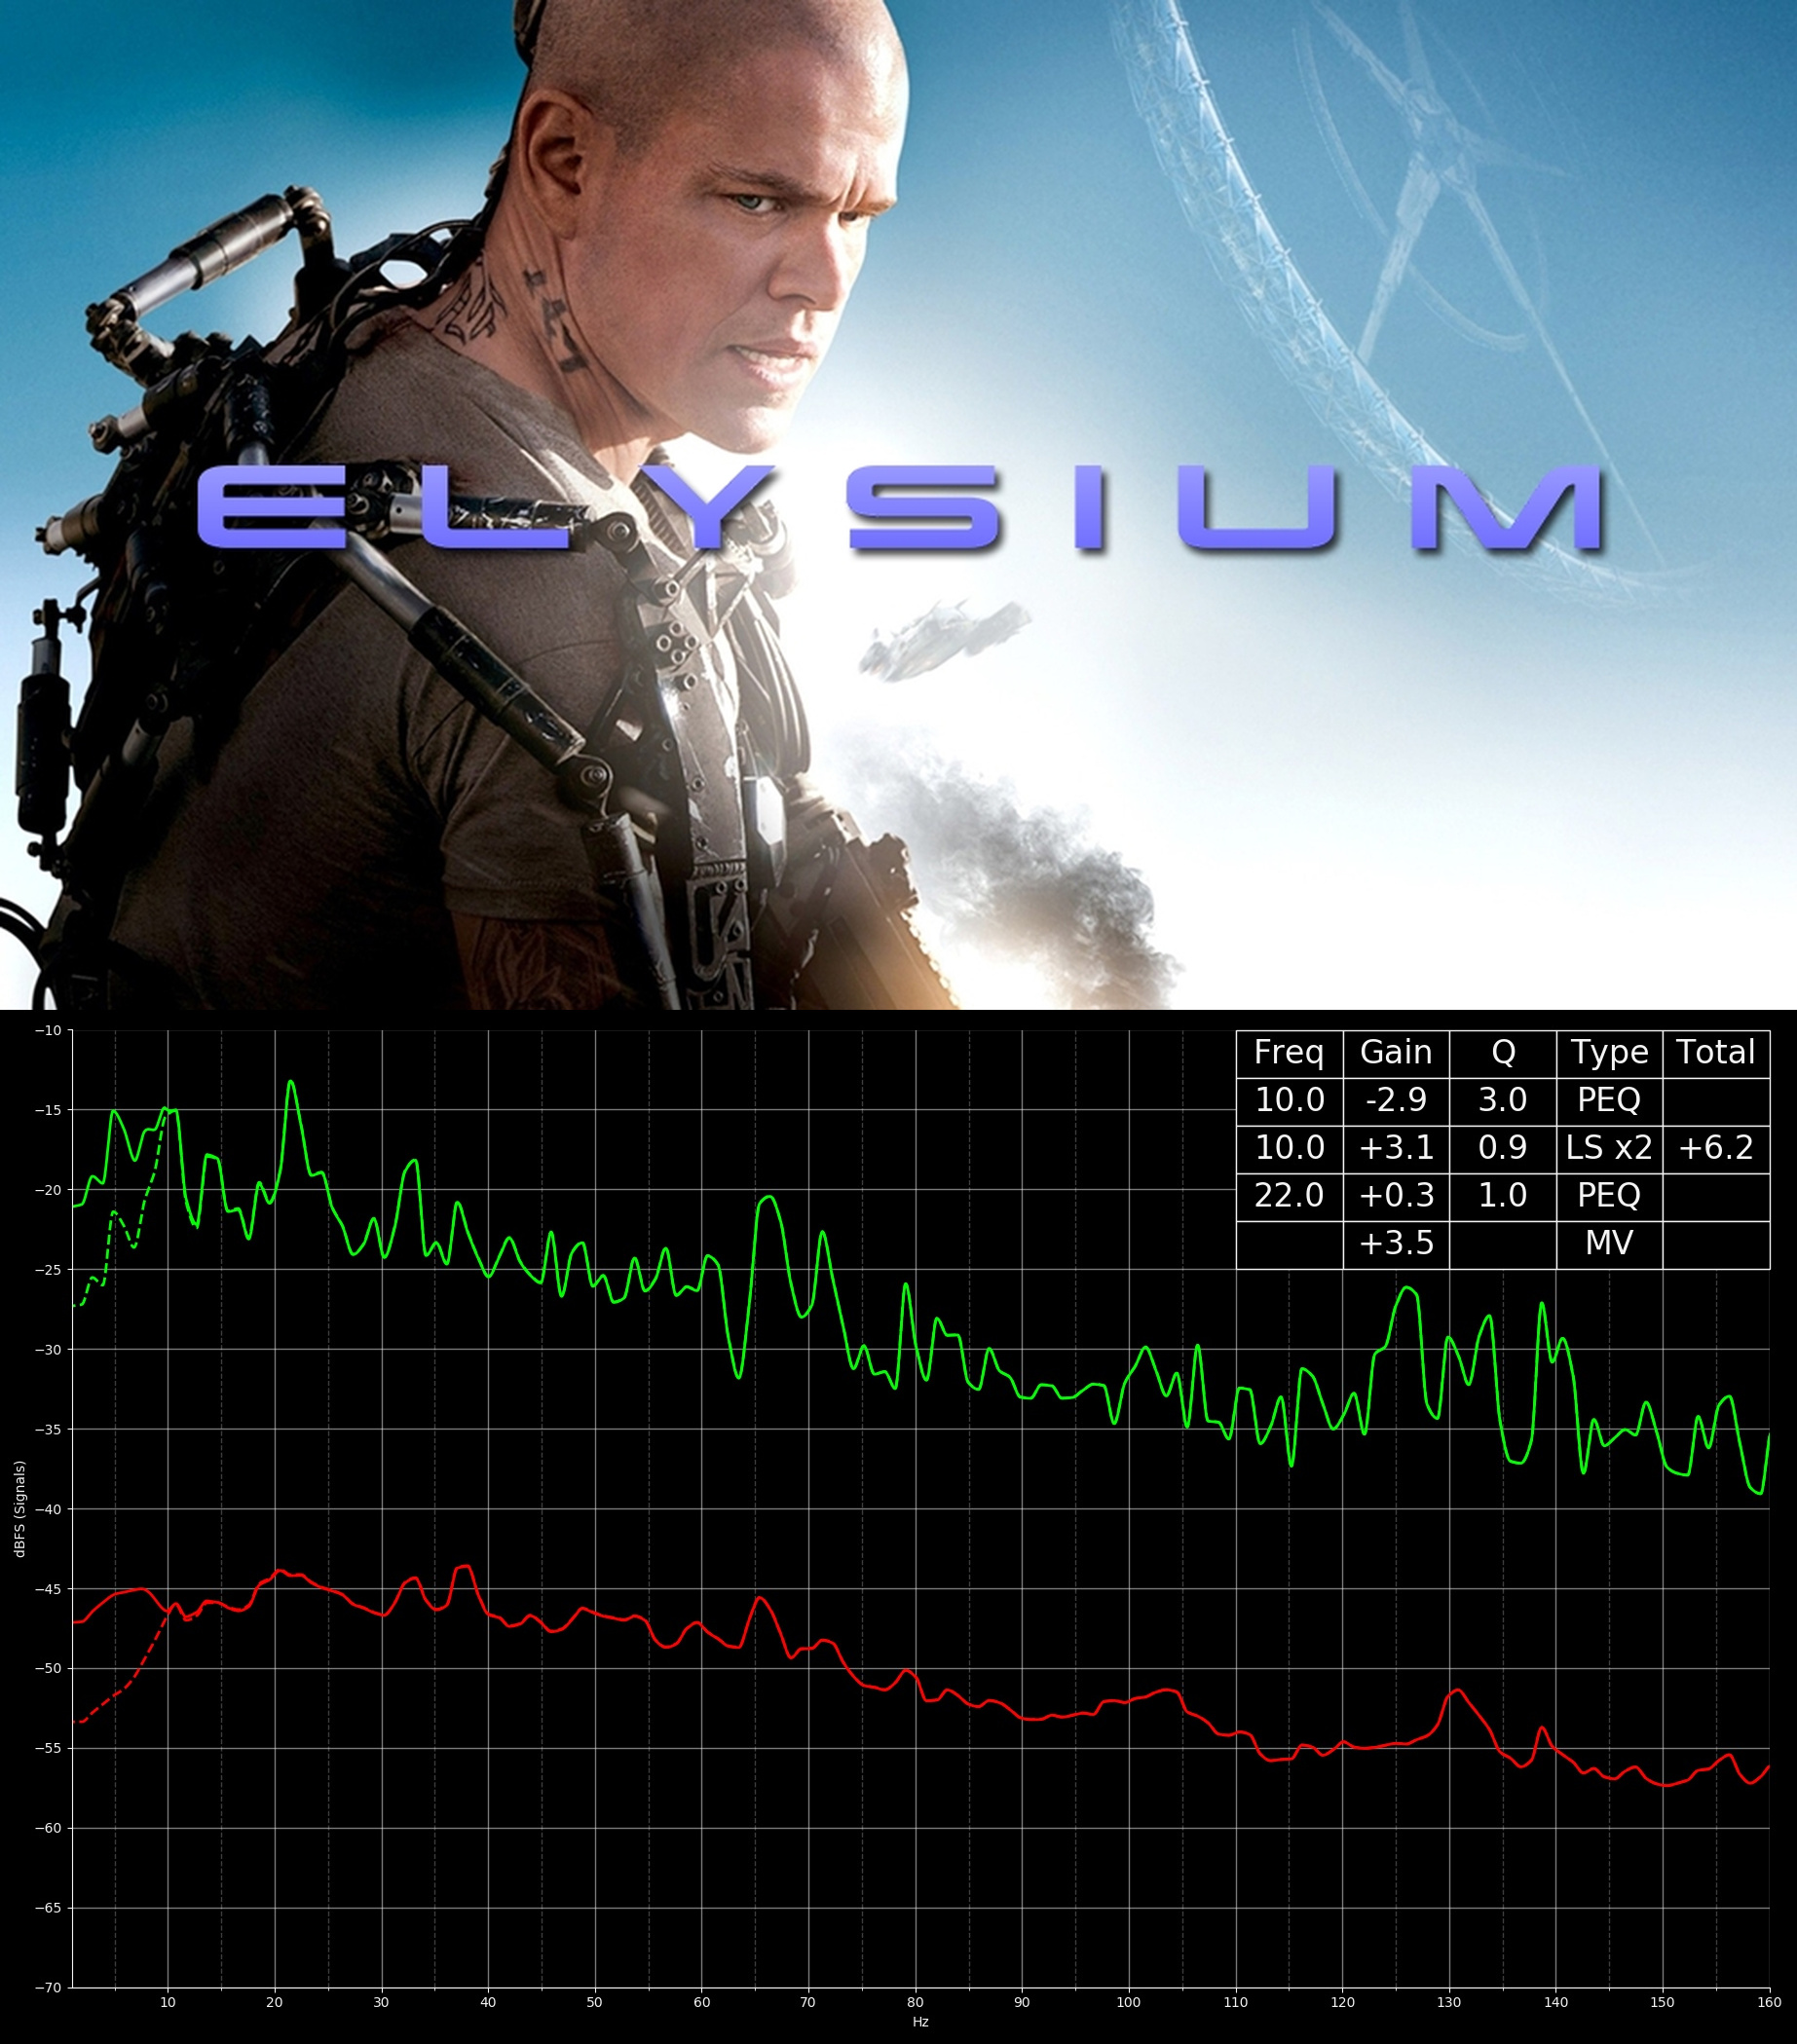 ELYSIUM
Freq Gain Q Type Total
10.0 -2.9 3.0 PEQ
10.0 +3.1 0.9 LS x2 +6.2
22.0 +0.3 1.0 PEQ
+3.5 MV
−10
−15
−20
−25
−30
−35
−40
−45
−50
−55
−60
−65
−70
dBFS (Signals)
10 20 30 40 50 60 70 80 90 100 110 120 130 140 150 160
Hz